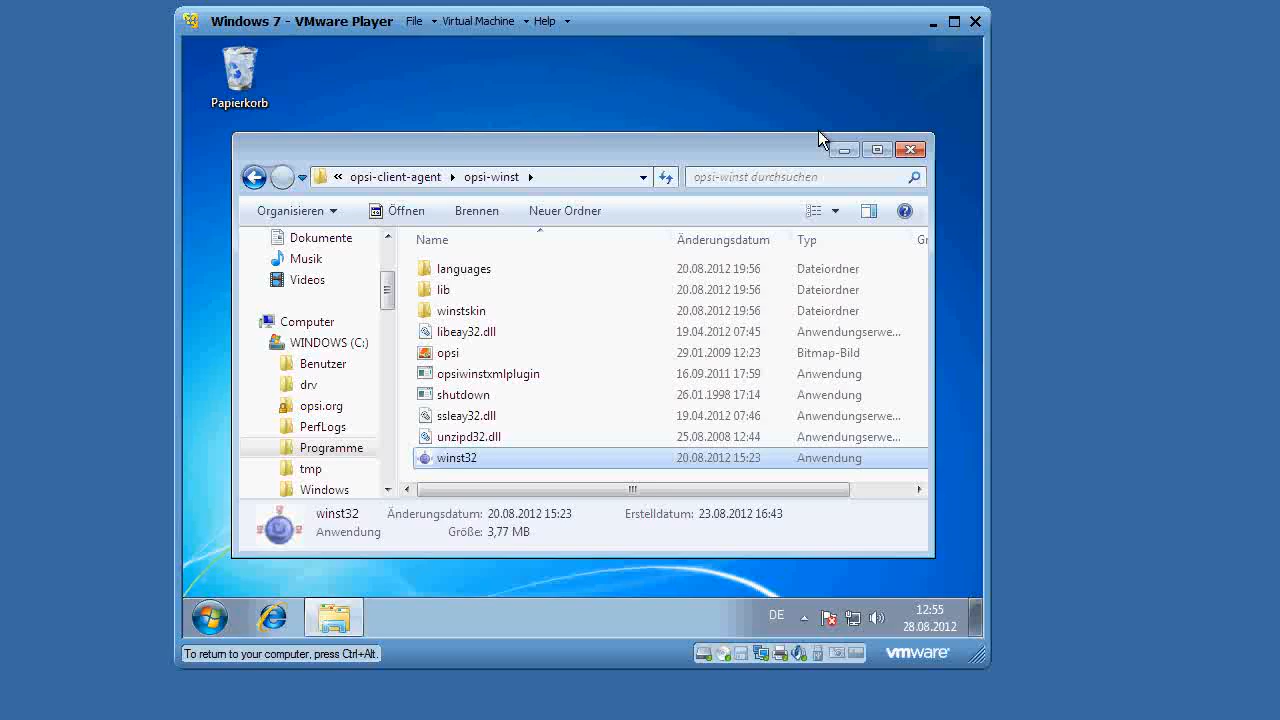 Windows 7 - VMware Player File Virtual Machine Help
Papierkorb
« opsi-client-agent opsi-winst
opsi-winst durchsuchen
Organisieren Öffnen Brennen Neuer Ordner
Dokumente
Musik
Videos
Computer
WINDOWS (C:)
Benutzer
drv
opsi.org
PerfLogs
Programme
tmp
Windows
Name Änderungsdatum Typ Gr
languages 20.08.2012 19:56 Dateiordner
lib 20.08.2012 19:56 Dateiordner
winstskin 20.08.2012 19:56 Dateiordner
libeay32.dll 19.04.2012 07:45 Anwendungserwe...
opsi 29.01.2009 12:23 Bitmap-Bild
opsiwinstxmlplugin 16.09.2011 17:59 Anwendung
shutdown 26.01.1998 17:14 Anwendung
ssleay32.dll 19.04.2012 07:46 Anwendungserwe...
unzipd32.dll 25.08.2008 12:44 Anwendungserwe...
winst32 20.08.2012 15:23 Anwendung
winst32 Änderungsdatum: 20.08.2012 15:23 Erstelldatum: 23.08.2012 16:43
Anwendung Größe: 3,77 MB
DE
12:55
28.08.2012
To return to your computer, press Ctrl+Alt.
vmware